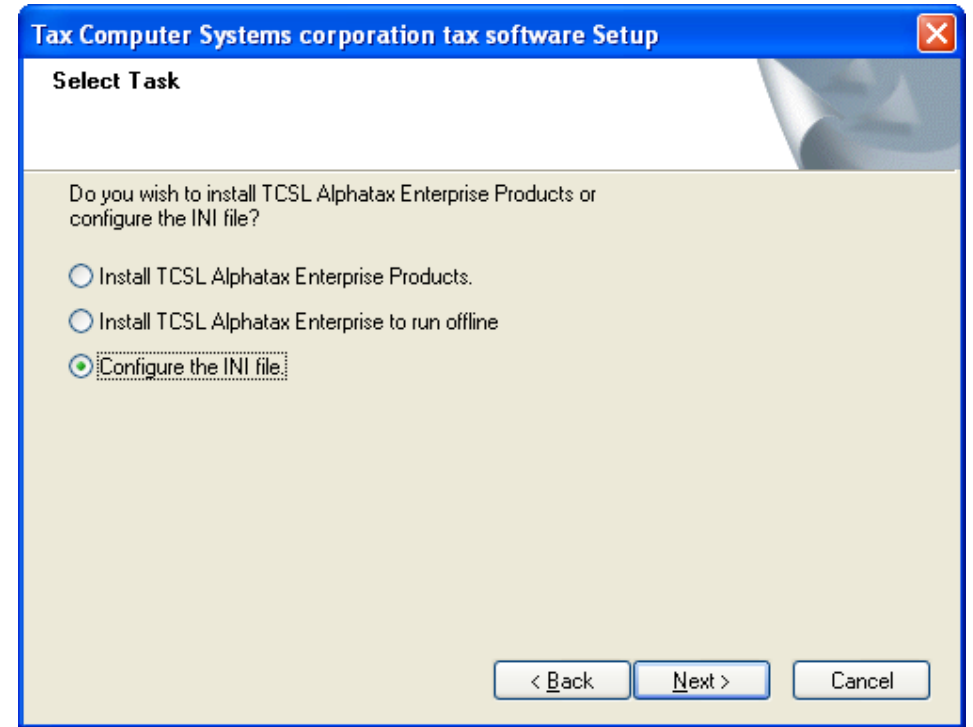 Tax Computer Systems corporation tax software Setup
Select Task
Do you wish to install TCSL Alphatax Enterprise Products or
configure the INI file?
Install TCSL Alphatax Enterprise Products.
Install TCSL Alphatax Enterprise to run offline
Configure the INI file.
< Back
Next >
Cancel